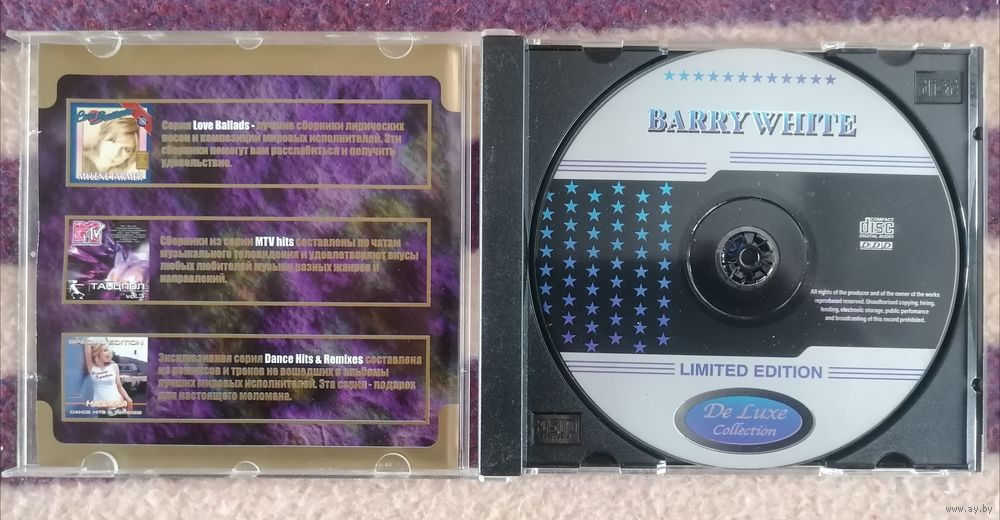 Серия Love Ballads - лучшие сборники лирических
песен и композиций мировых исполнителей. Эти
сборники помогут вам расслабиться и получить
удовольствие.
MYLENE FARMER
Сборники из серии MTV hits составлены по чатам
музыкального телевидения и удовлетворяют вкусы
любых любителей музыки разных жанров и
направлений.
MTV
vol.3
Эксклюзивная серия Dance Hits & Remixes составлена
из ремиксов и треков не вошедших в альбомы
лучших мировых исполнителей. Эта серия - подарок
для настоящего меломана.
SPECIAL EDITION
DANCE HITS & REMIXES
BARRY WHITE
COMPACT
disc
DIGITAL AUDIO
DDD
All rights of the producer and of the owner of the works
reproduced reserved. Unauthorised copying, hiring,
lending, electronic storage, public perfomance
and broadcasting of this record prohibited.
LIMITED EDITION
De Luxe
Collection
www.ay.by